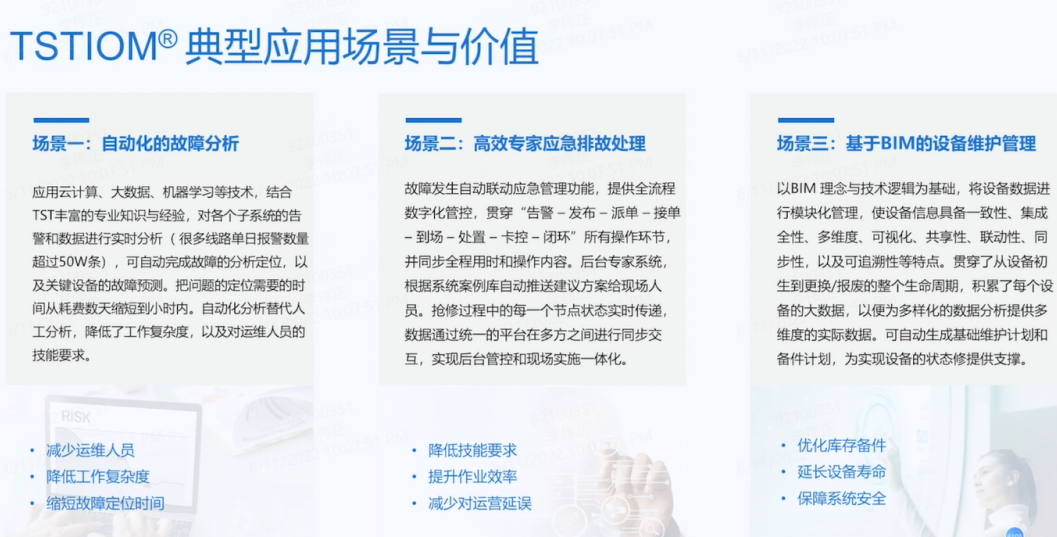 TSTIOM® 典型应用场景与价值
场景一：自动化的故障分析
应用云计算、大数据、机器学习等技术，结合
TST丰富的专业知识与经验，对各个子系统的告
警和数据进行实时分析（ 很多线路单日报警数量
超过50W条），可自动完成故障的分析定位，以
及关键设备的故障预测。把问题的定位需要的时
间从耗费数天缩短到小时内。自动化分析替代人
工分析，降低了工作复杂度，以及对运维人员的
技能要求。
• 减少运维人员
• 降低工作复杂度
• 缩短故障定位时间
场景二：高效专家应急排故处理
故障发生自动联动应急管理功能，提供全流程
数字化管控，贯穿“告警 – 发布 – 派单 – 接单
– 到场 – 处置 – 卡控 – 闭环”所有操作环节，
并同步全程用时和操作内容。后台专家系统，
根据系统案例库自动推送建议方案给现场人
员。抢修过程中的每一个节点状态实时传递，
数据通过统一的平台在多方之间进行同步交
互，实现后台管控和现场实施一体化。
• 降低技能要求
• 提升作业效率
• 减少对运营延误
场景三：基于BIM的设备维护管理
以BIM 理念与技术逻辑为基础，将设备数据进
行模块化管理，使设备信息具备一致性、集成
全性、多维度、可视化、共享性、联动性、同
步性，以及可追溯性等特点。贯穿了从设备初
生到更换/报废的整个生命周期，积累了每个设
备的大数据，以便为多样化的数据分析提供多
维度的实际数据。可自动生成基础维护计划和
备件计划，为实现设备的状态修提供支撑。
• 优化库存备件
• 延长设备寿命
• 保障系统安全
RISK